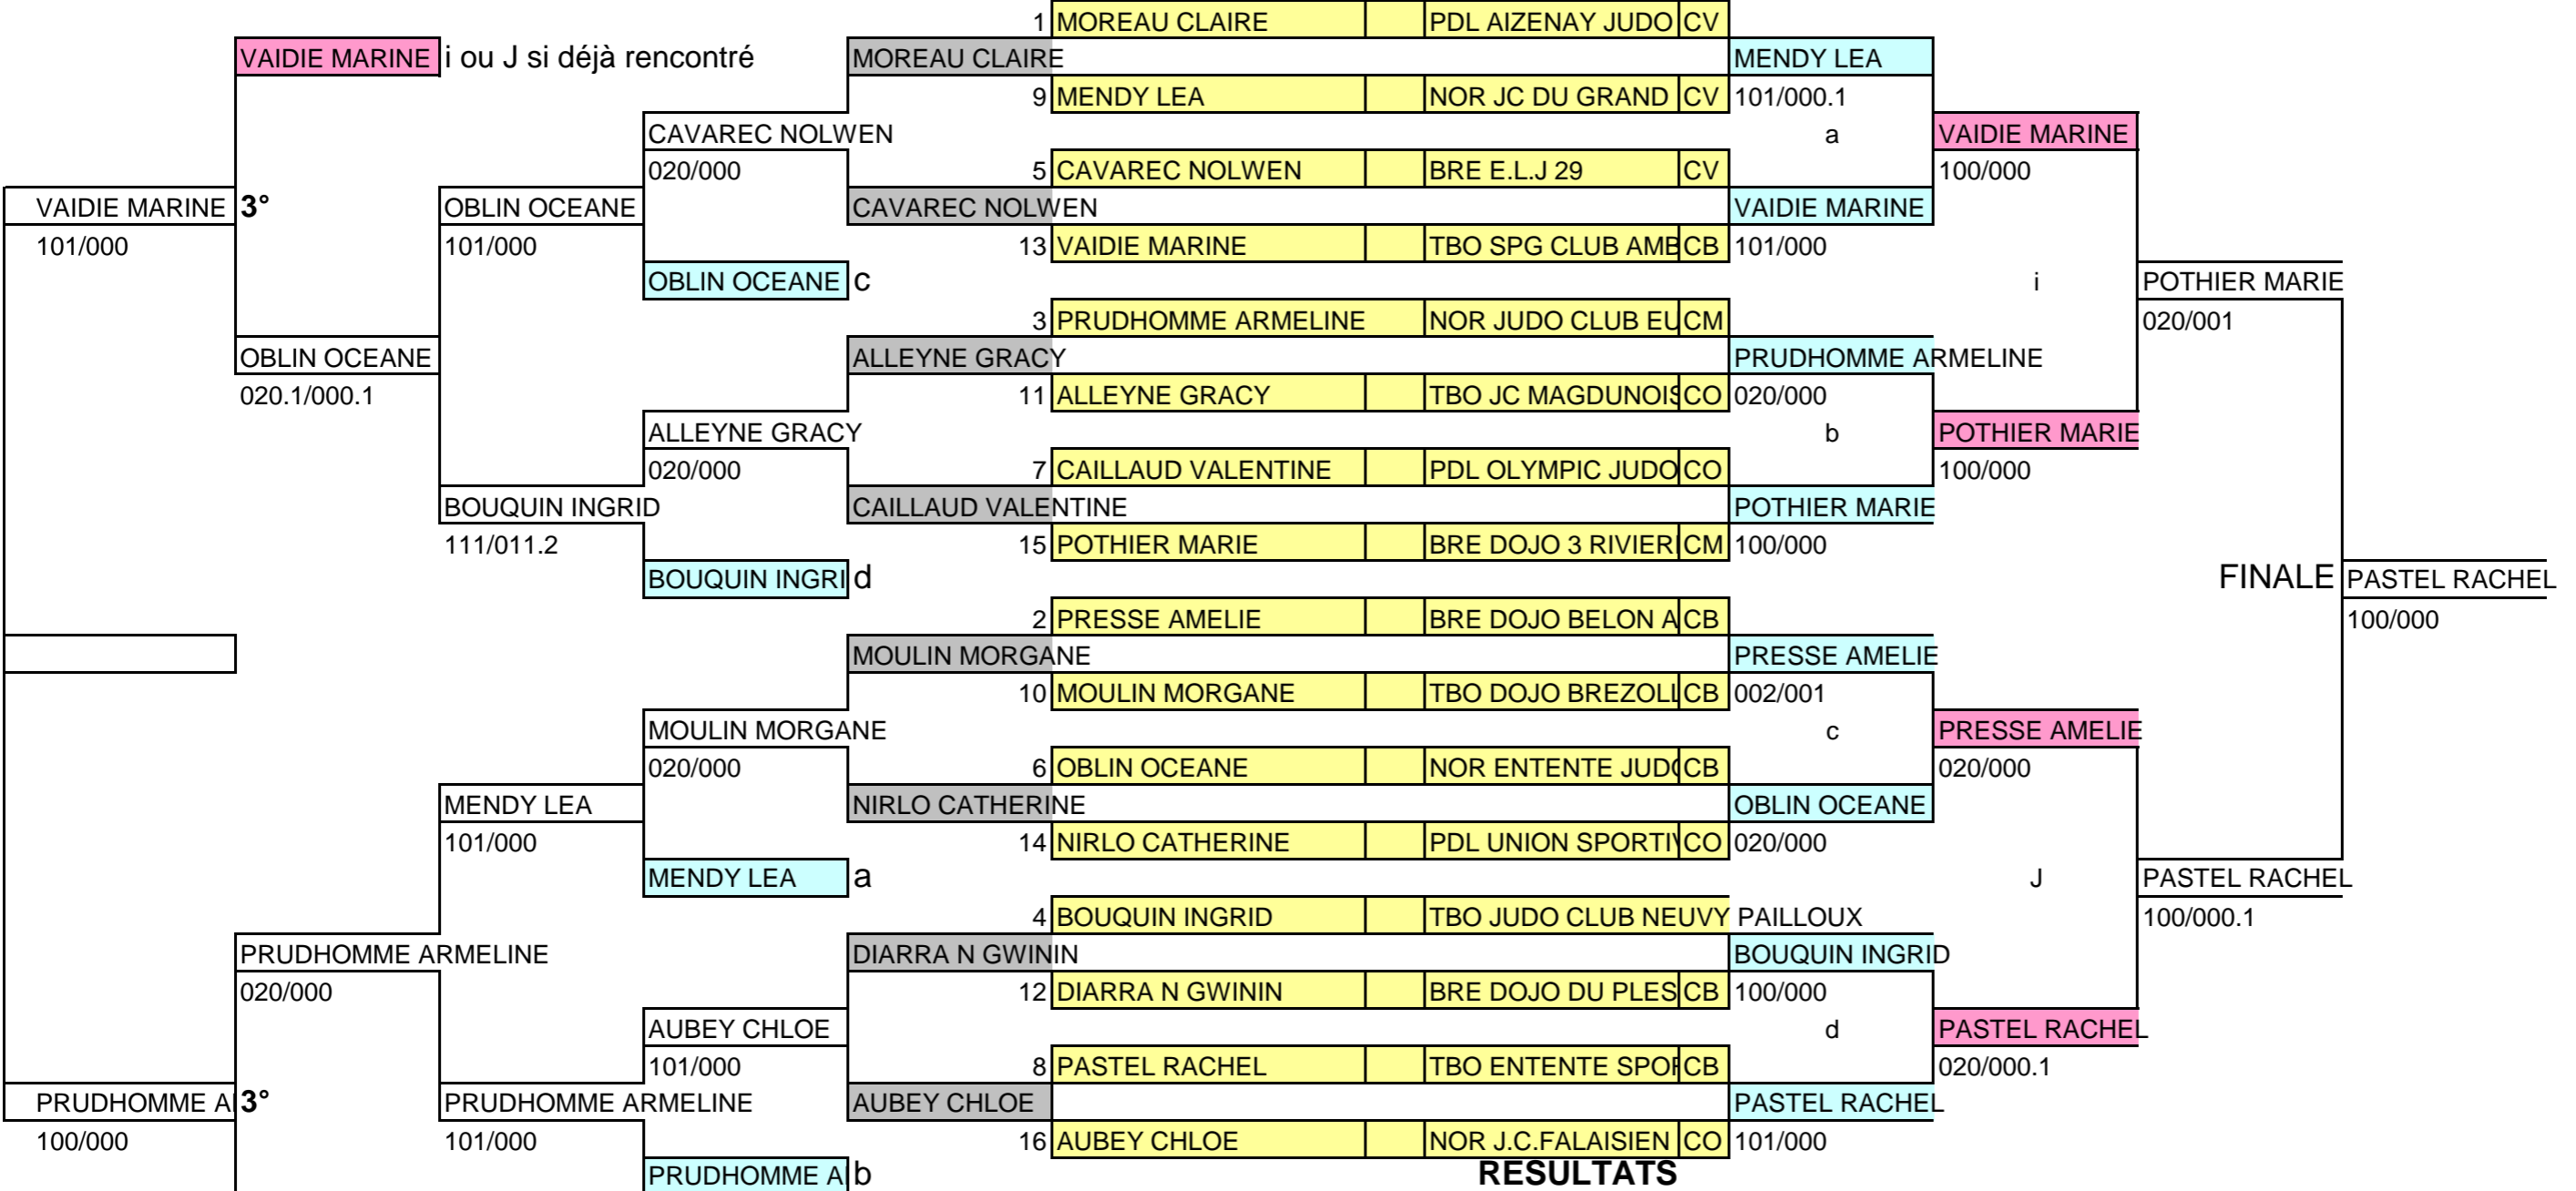 1 MOREAU CLAIRE PDL AIZENAY JUDO CV
VAIDIE MARINE i ou J si déjà rencontré MOREAU CLAIRE MENDY LEA
9 MENDY LEA NOR JC DU GRAND CV 101/000.1
CAVAREC NOLWEN a VAIDIE MARINE
020/000 5 CAVAREC NOLWEN BRE E.L.J 29 CV 100/000
VAIDIE MARINE 3° OBLIN OCEANE CAVAREC NOLWEN VAIDIE MARINE
101/000 101/000 13 VAIDIE MARINE TBO SPG CLUB AMB CB 101/000
OBLIN OCEANE c i POTHIER MARIE
3 PRUDHOMME ARMELINE NOR JUDO CLUB EU CM 020/001
OBLIN OCEANE ALLEYNE GRACY PRUDHOMME ARMELINE
020.1/000.1 11 ALLEYNE GRACY TBO JC MAGDUNOIS CO 020/000
ALLEYNE GRACY b POTHIER MARIE
020/000 7 CAILLAUD VALENTINE PDL OLYMPIC JUDO CO 100/000
BOUQUIN INGRID CAILLAUD VALENTINE POTHIER MARIE
111/011.2 15 POTHIER MARIE BRE DOJO 3 RIVIER CM 100/000
BOUQUIN INGRI d FINALE PASTEL RACHEL
2 PRESSE AMELIE BRE DOJO BELON A CB 100/000
MOULIN MORGANE PRESSE AMELIE
10 MOULIN MORGANE TBO DOJO BREZOLL CB 002/001
MOULIN MORGANE c PRESSE AMELIE
020/000 6 OBLIN OCEANE NOR ENTENTE JUDO CB 020/000
MENDY LEA NIRLO CATHERINE OBLIN OCEANE
101/000 14 NIRLO CATHERINE PDL UNION SPORTIV CO 020/000
MENDY LEA a J PASTEL RACHEL
4 BOUQUIN INGRID TBO JUDO CLUB NEUVY PAILLOUX 100/000.1
PRUDHOMME ARMELINE DIARRA N GWININ BOUQUIN INGRID
020/000 12 DIARRA N GWININ BRE DOJO DU PLES CB 100/000
AUBEY CHLOE d PASTEL RACHEL
101/000 8 PASTEL RACHEL TBO ENTENTE SPOR CB 020/000.1
PRUDHOMME A 3° PRUDHOMME ARMELINE AUBEY CHLOE PASTEL RACHEL
100/000 101/000 16 AUBEY CHLOE NOR J.C.FALAISIEN CO 101/000
PRUDHOMME A b RESULTATS